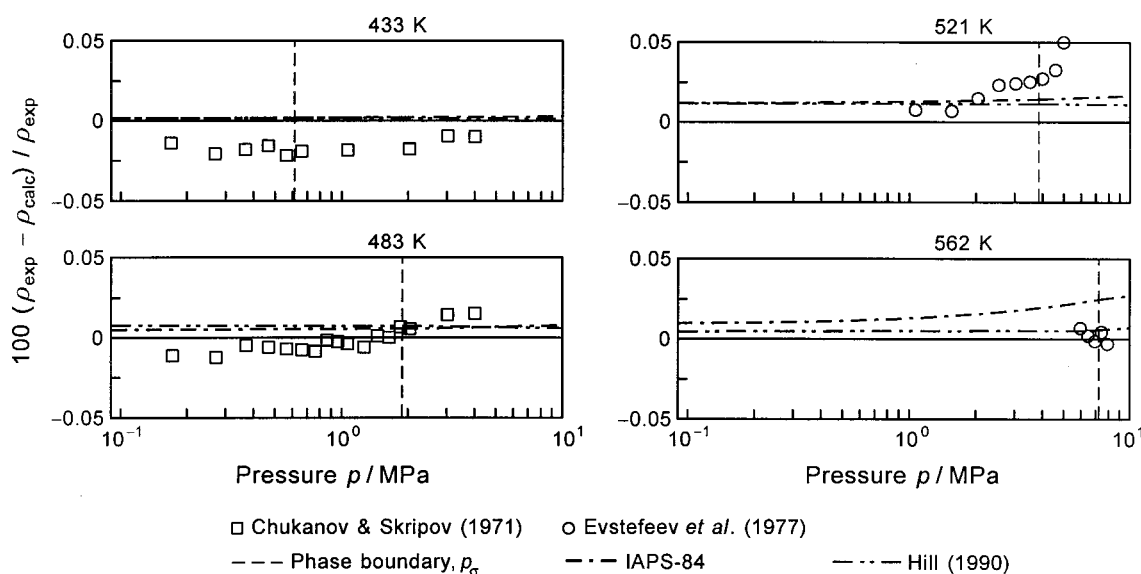 433 K
521 K
0.05
0
−0.05
0.05
0
−0.05
483 K
562 K
0.05
0
−0.05
0.05
0
−0.05
10⁻¹
10⁰
10¹
10⁰
10¹
100 (ρexp − ρcalc) / ρexp
Pressure p / MPa
Pressure p / MPa
Chukanov & Skripov (1971)
Evstefeev et al. (1977)
Phase boundary, pσ
IAPS-84
Hill (1990)